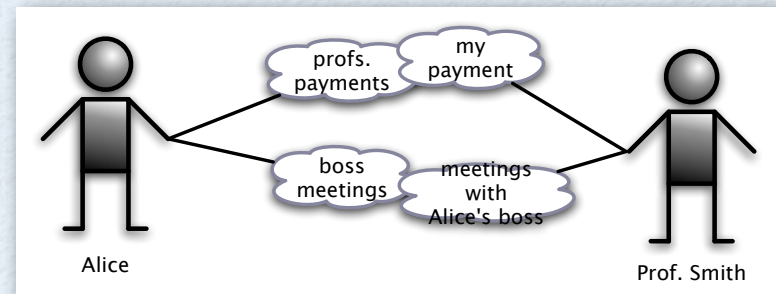 profs.
payments
my
payment
boss
meetings
meetings
with
Alice's boss
Alice
Prof. Smith